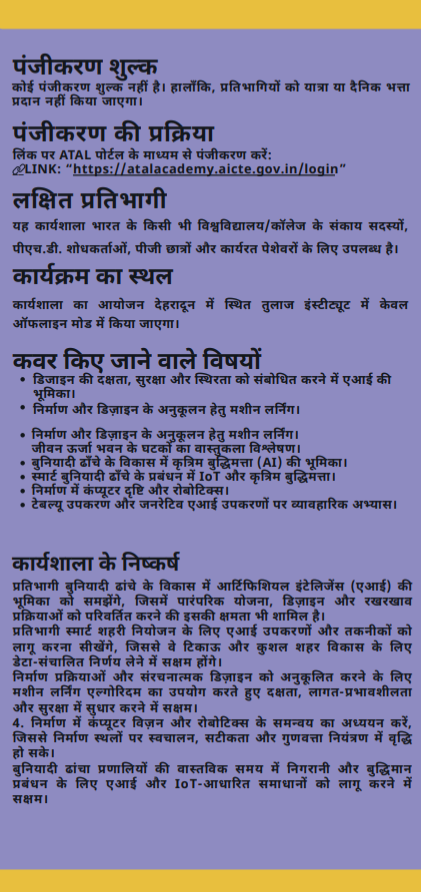 पंजीकरण शुल्क
कोई पंजीकरण शुल्क नहीं है। हालाँकि, प्रतिभागियों को यात्रा या दैनिक भत्ता
प्रदान नहीं किया जाएगा।
पंजीकरण की प्रक्रिया
लिंक पर ATAL पोर्टल के माध्यम से पंजीकरण करें:
🔗LINK: “https://atalacademy.aicte.gov.in/login”
लक्षित प्रतिभागी
यह कार्यशाला भारत के किसी भी विश्वविद्यालय/कॉलेज के संकाय सदस्यों,
पीएच.डी. शोधकर्ताओं, पीजी छात्रों और कार्यरत पेशेवरों के लिए उपलब्ध है।
कार्यक्रम का स्थल
कार्यशाला का आयोजन देहरादून में स्थित तुलाज इंस्टीट्यूट में केवल
ऑफलाइन मोड में किया जाएगा।
कवर किए जाने वाले विषयों
• डिजाइन की दक्षता, सुरक्षा और स्थिरता को संबोधित करने में एआई की
भूमिका।
• निर्माण और डिज़ाइन के अनुकूलन हेतु मशीन लर्निंग।
• निर्माण और डिज़ाइन के अनुकूलन हेतु मशीन लर्निंग।
जीवन ऊर्जा भवन के घटकों का वास्तुकला विश्लेषण।
• बुनियादी ढाँचे के विकास में कृत्रिम बुद्धिमत्ता (AI) की भूमिका।
• स्मार्ट बुनियादी ढाँचे के प्रबंधन में IoT और कृत्रिम बुद्धिमत्ता।
• निर्माण में कंप्यूटर दृष्टि और रोबोटिक्स।
• टेबल्यू उपकरण और जनरेटिव एआई उपकरणों पर व्यावहारिक अभ्यास।
कार्यशाला के निष्कर्ष
प्रतिभागी बुनियादी ढांचे के विकास में आर्टिफिशियल इंटेलिजेंस (एआई) की
भूमिका को समझेंगे, जिसमें पारंपरिक योजना, डिज़ाइन और रखरखाव
प्रक्रियाओं को परिवर्तित करने की इसकी क्षमता भी शामिल है।
प्रतिभागी स्मार्ट शहरी नियोजन के लिए एआई उपकरणों और तकनीकों को
लागू करना सीखेंगे, जिससे वे टिकाऊ और कुशल शहर विकास के लिए
डेटा-संचालित निर्णय लेने में सक्षम होंगे।
निर्माण प्रक्रियाओं और संरचनात्मक डिज़ाइन को अनुकूलित करने के लिए
मशीन लर्निंग एल्गोरिदम का उपयोग करते हुए दक्षता, लागत-प्रभावशीलता
और सुरक्षा में सुधार करने में सक्षम।
4. निर्माण में कंप्यूटर विज़न और रोबोटिक्स के समन्वय का अध्ययन करें,
जिससे निर्माण स्थलों पर स्वचालन, सटीकता और गुणवत्ता नियंत्रण में वृद्धि
हो सके।
बुनियादी ढांचा प्रणालियों की वास्तविक समय में निगरानी और बुद्धिमान
प्रबंधन के लिए एआई और IoT-आधारित समाधानों को लागू करने में
सक्षम।